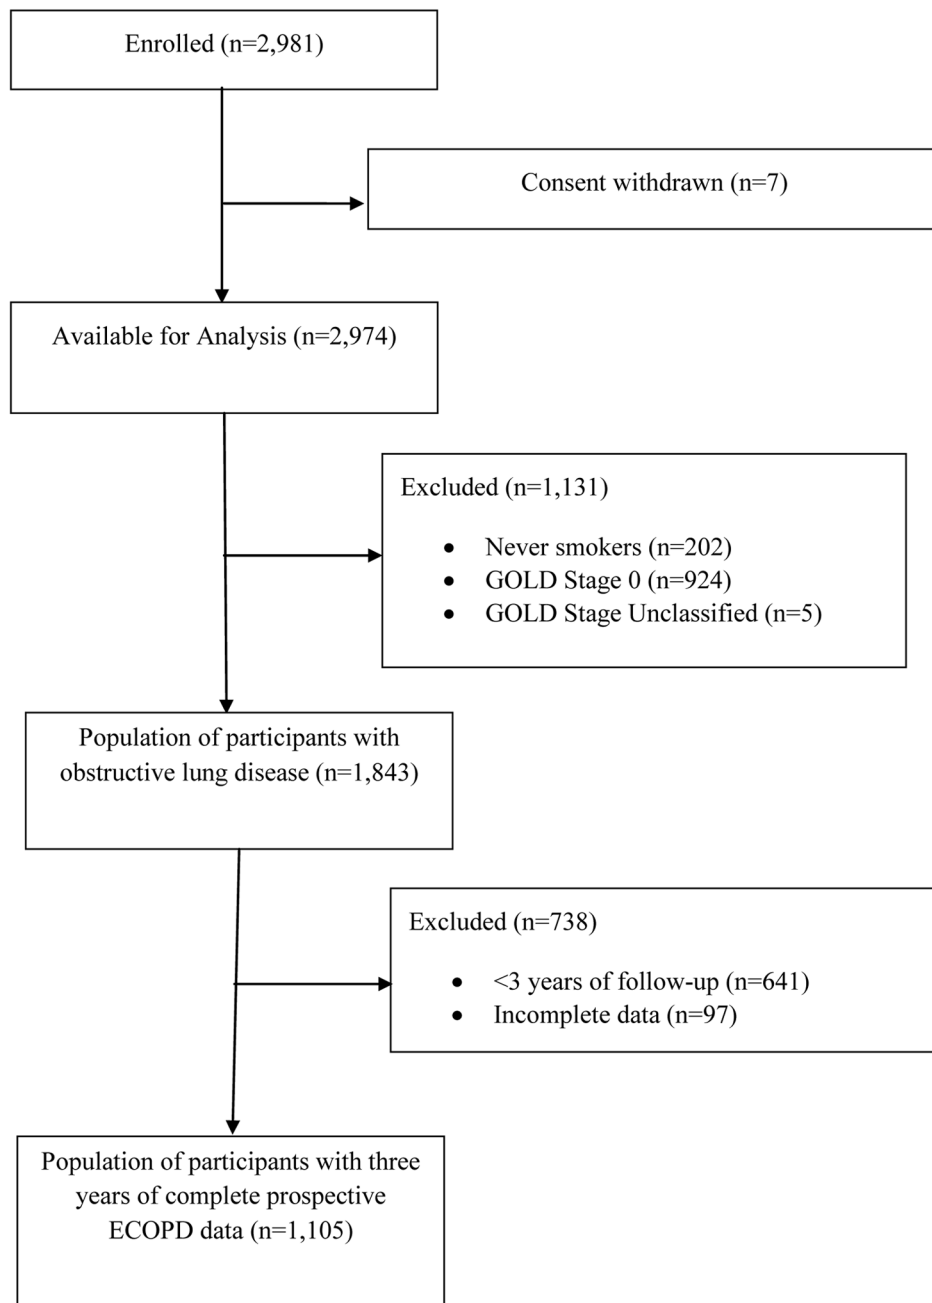 Enrolled (n=2,981)
Consent withdrawn (n=7)
Available for Analysis (n=2,974)
Excluded (n=1,131)
• Never smokers (n=202)
• GOLD Stage 0 (n=924)
• GOLD Stage Unclassified (n=5)
Population of participants with
obstructive lung disease (n=1,843)
Excluded (n=738)
• <3 years of follow-up (n=641)
• Incomplete data (n=97)
Population of participants with three
years of complete prospective
ECOPD data (n=1,105)